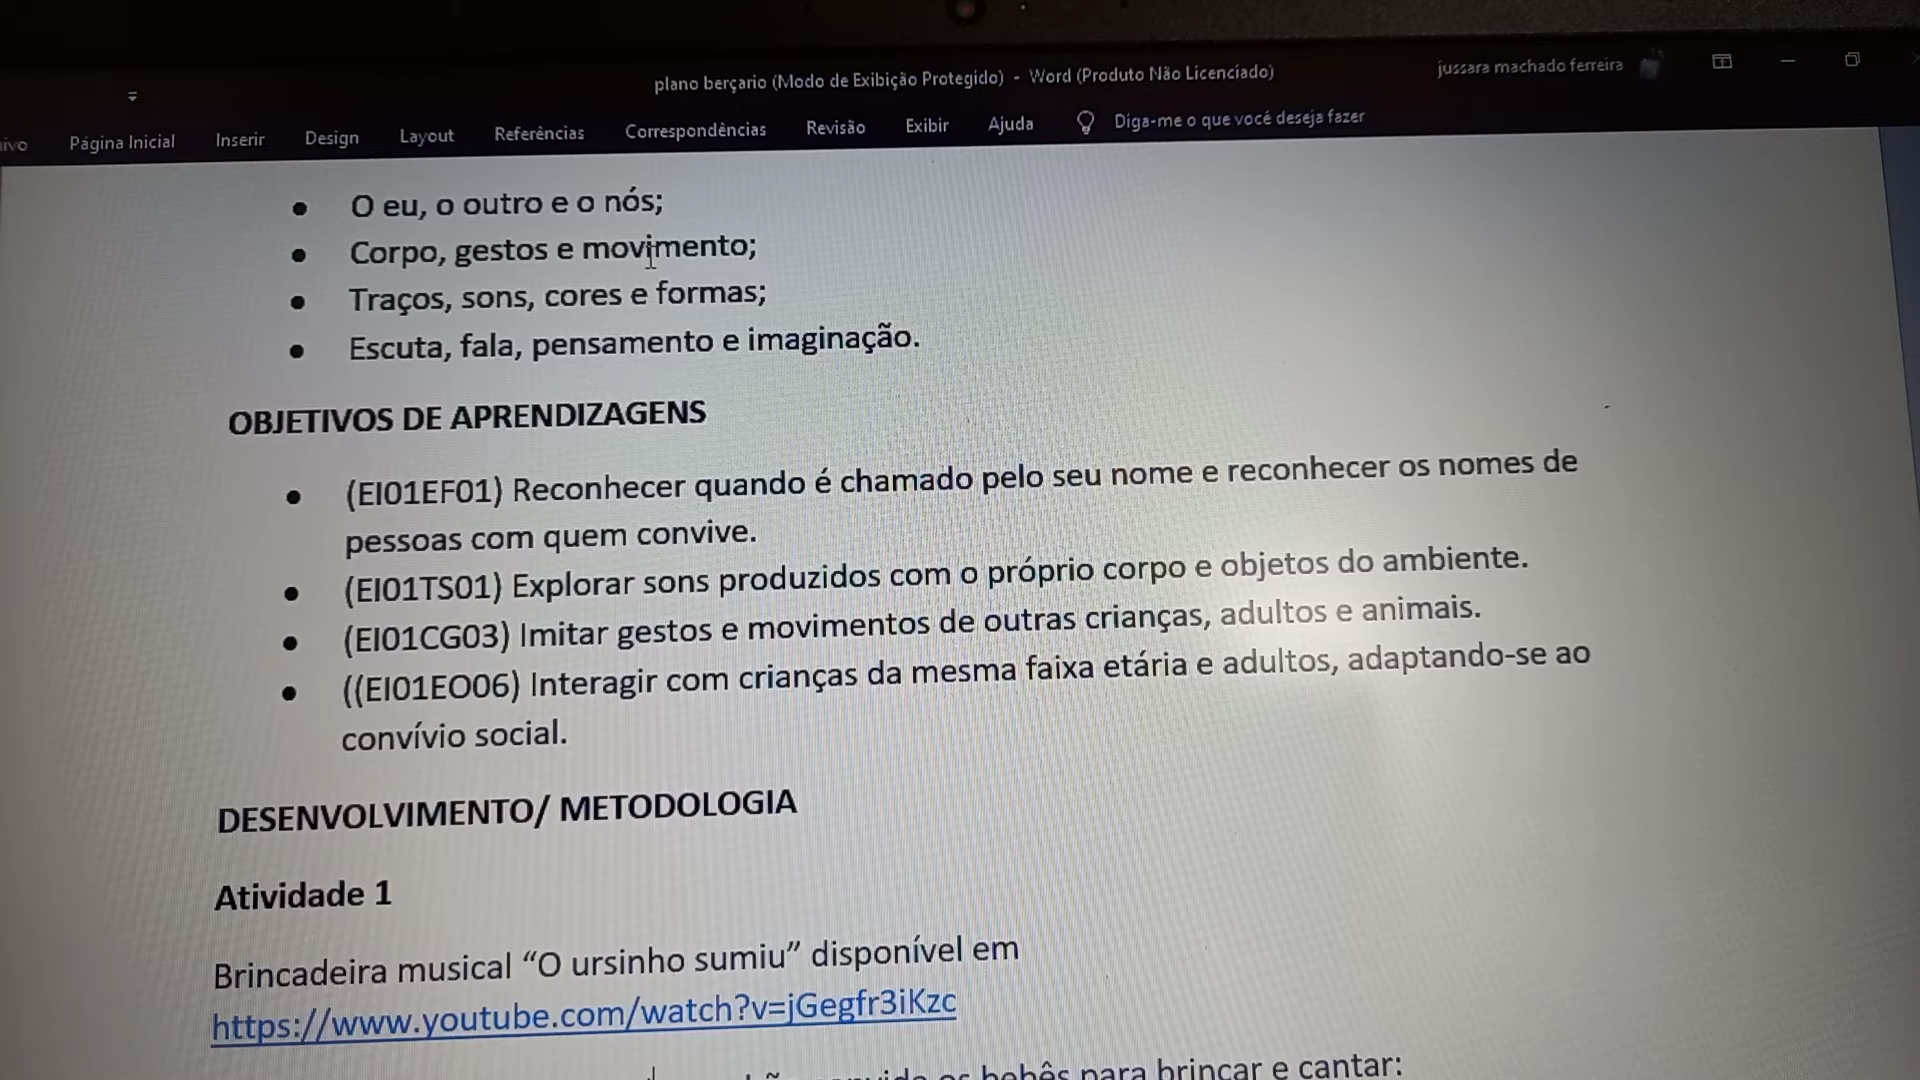 plano berçario (Modo de Exibição Protegido) - Word (Produto Não Licenciado)
jussara machado ferreira
Página Inicial Inserir Design Layout Referências Correspondências Revisão Exibir Ajuda Diga-me o que você deseja fazer
• O eu, o outro e o nós;
• Corpo, gestos e movimento;
• Traços, sons, cores e formas;
• Escuta, fala, pensamento e imaginação.
OBJETIVOS DE APRENDIZAGENS
• (EI01EF01) Reconhecer quando é chamado pelo seu nome e reconhecer os nomes de
pessoas com quem convive.
• (EI01TS01) Explorar sons produzidos com o próprio corpo e objetos do ambiente.
• (EI01CG03) Imitar gestos e movimentos de outras crianças, adultos e animais.
• ((EI01EO06) Interagir com crianças da mesma faixa etária e adultos, adaptando-se ao
convívio social.
DESENVOLVIMENTO/ METODOLOGIA
Atividade 1
Brincadeira musical “O ursinho sumiu” disponível em
https://www.youtube.com/watch?v=jGegfr3iKzc
os bebês para brincar e cantar: